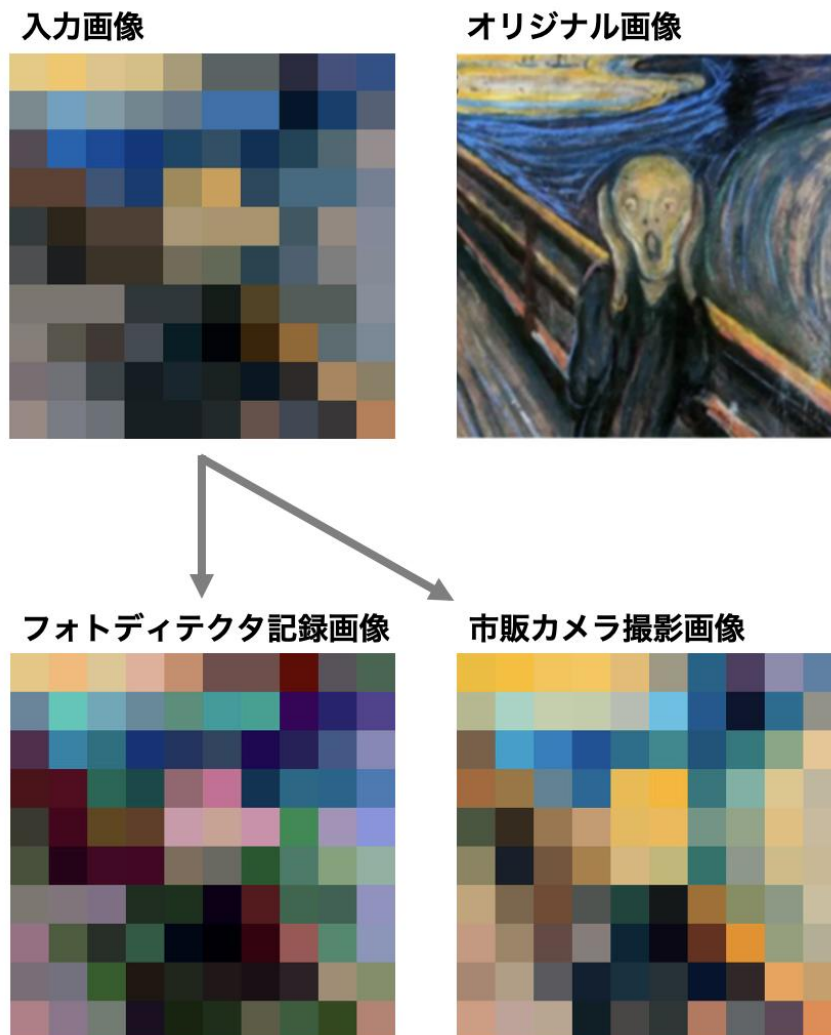 入力画像
オリジナル画像
フォトディテクタ記録画像
市販カメラ撮影画像